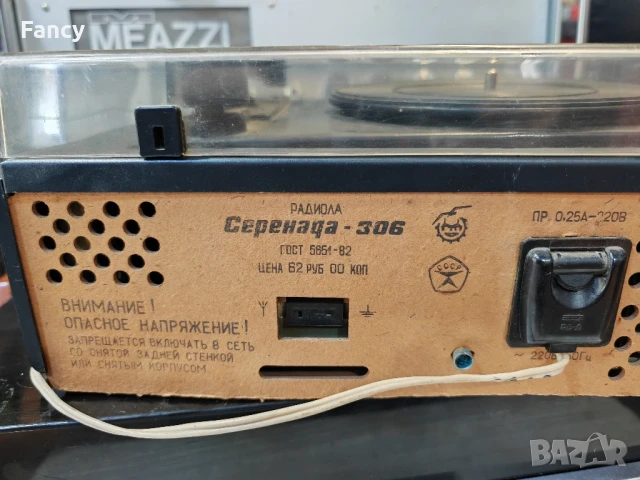 Fancy
MEAZZI
РАДИОЛА
Серенада - 306
ГОСТ 5651-82
ЦЕНА 62 РУБ 00 КОП
СССР
ПР. 0.25А-220В
ВНИМАНИЕ!
ОПАСНОЕ НАПРЯЖЕНИЕ!
ЗАПРЕЩАЕТСЯ ВКЛЮЧАТЬ В СЕТЬ
СО СНЯТОЙ ЗАДНЕЙ СТЕНКОЙ
ИЛИ СНЯТЫМ КОРПУСОМ
bazar.bg